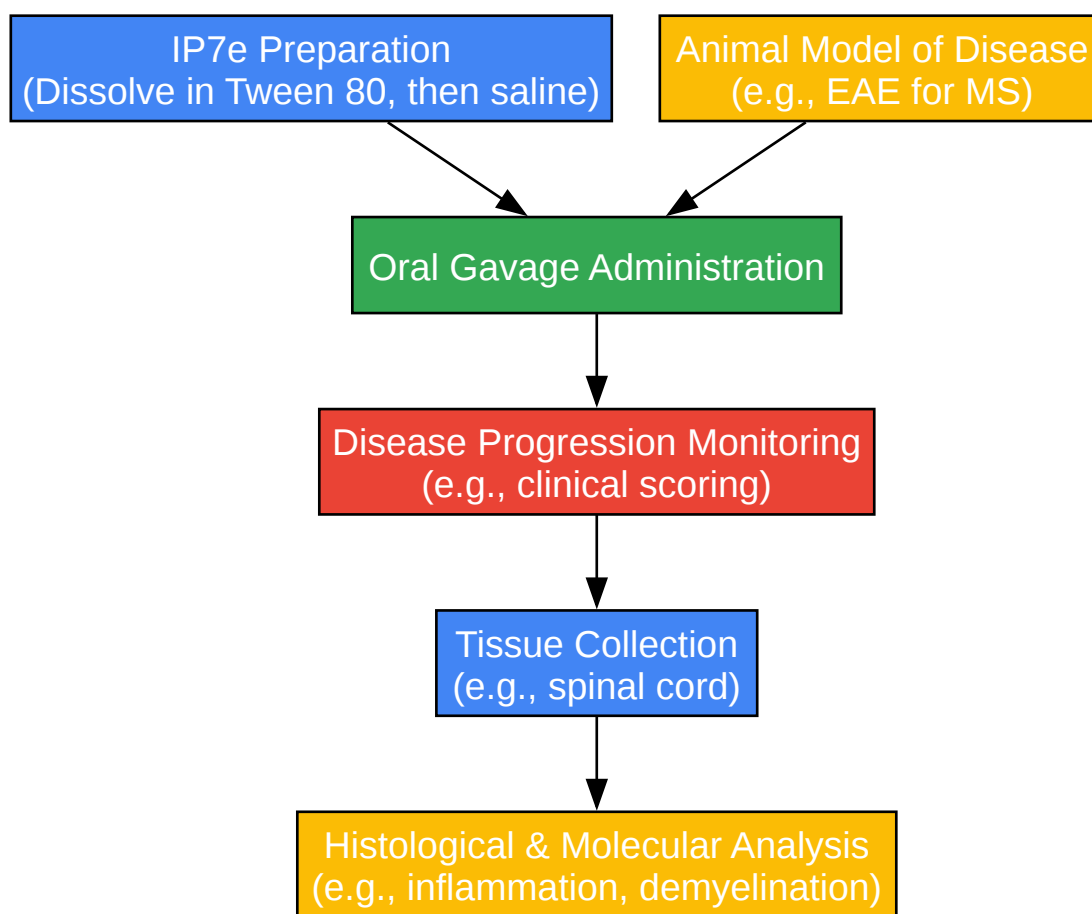 IP7e Preparation
(Dissolve in Tween 80, then saline)
Animal Model of Disease
(e.g., EAE for MS)
Oral Gavage Administration
Disease Progression Monitoring
(e.g., clinical scoring)
Tissue Collection
(e.g., spinal cord)
Histological & Molecular Analysis
(e.g., inflammation, demyelination)